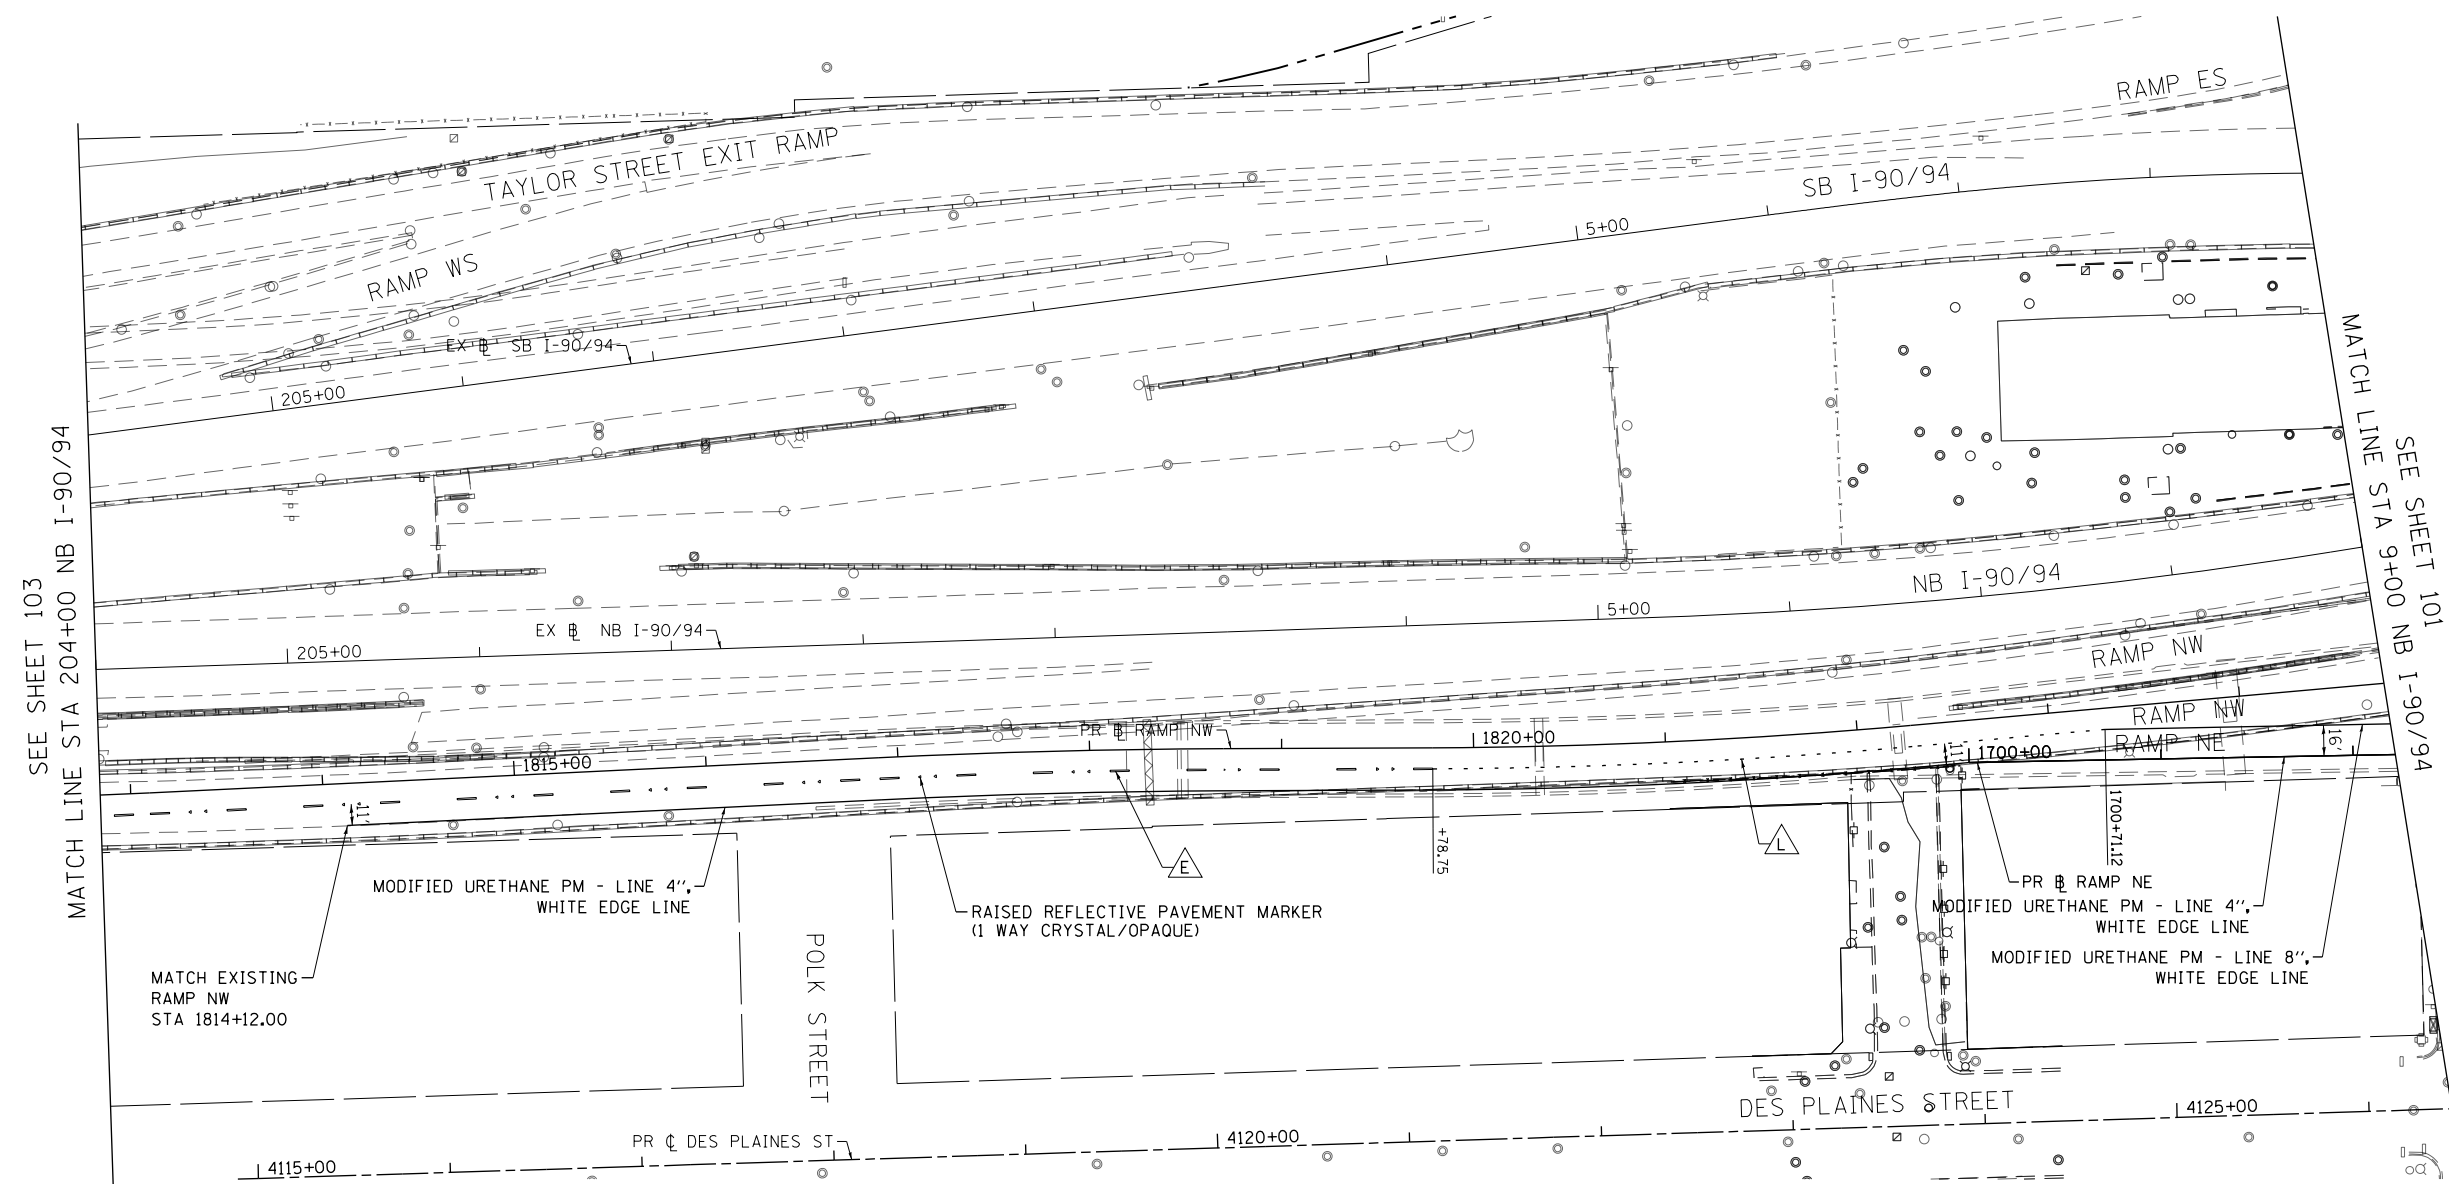 RAMP ES
TAYLOR STREET EXIT RAMP
SB I-90/94
5+00
RAMP WS
EX ⅊ SB I-90/94
205+00
SEE SHEET 103
MATCH LINE STA 204+00 NB I-90/94
MATCH LINE STA 9+00 NB I-90/94
SEE SHEET 101
NB I-90/94
5+00
EX ⅊ NB I-90/94
205+00
RAMP NW
RAMP NW
PR ⅊ RAMP NW
1820+00
RAMP NE
16'
11'
1700+00
1815+00
11'
1700+71.12
+78.75
L
E
MODIFIED URETHANE PM - LINE 4",
WHITE EDGE LINE
RAISED REFLECTIVE PAVEMENT MARKER
(1 WAY CRYSTAL/OPAQUE)
PR ⅊ RAMP NE
MODIFIED URETHANE PM - LINE 4",
WHITE EDGE LINE
MODIFIED URETHANE PM - LINE 8",
WHITE EDGE LINE
MATCH EXISTING
RAMP NW
STA 1814+12.00
POLK STREET
DES PLAINES STREET
4125+00
PR ℄ DES PLAINES ST
4120+00
4115+00